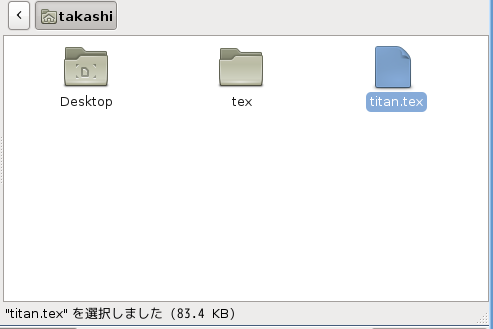 takashi
Desktop tex titan.tex
"titan.tex" を選択しました (83.4 KB)